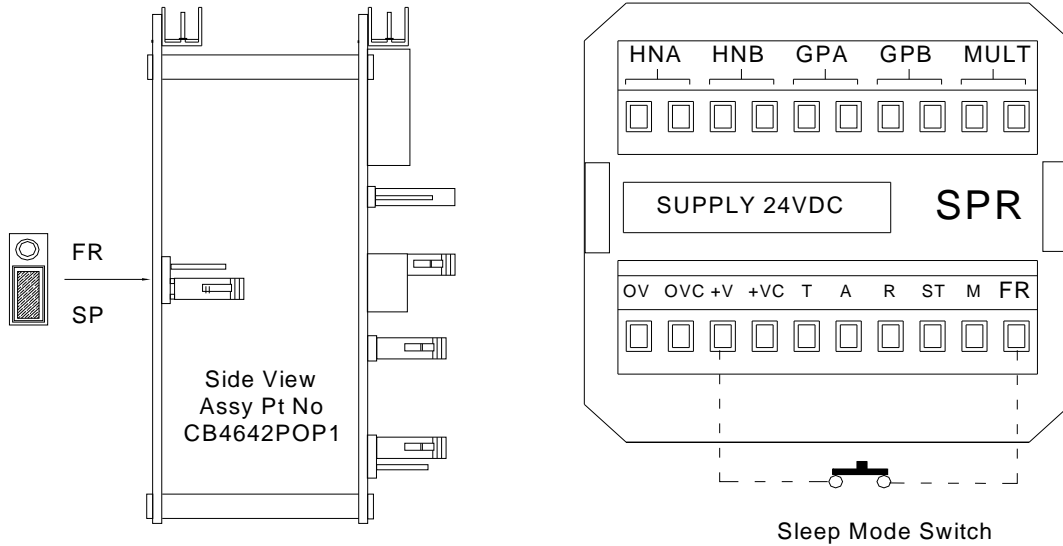 FR
SP
Side View
Assy Pt No
CB4642POP1
HNA HNB GPA GPB MULT
SUPPLY 24VDC
SPR
OV OVC +V +VC T A R ST M FR
Sleep Mode Switch